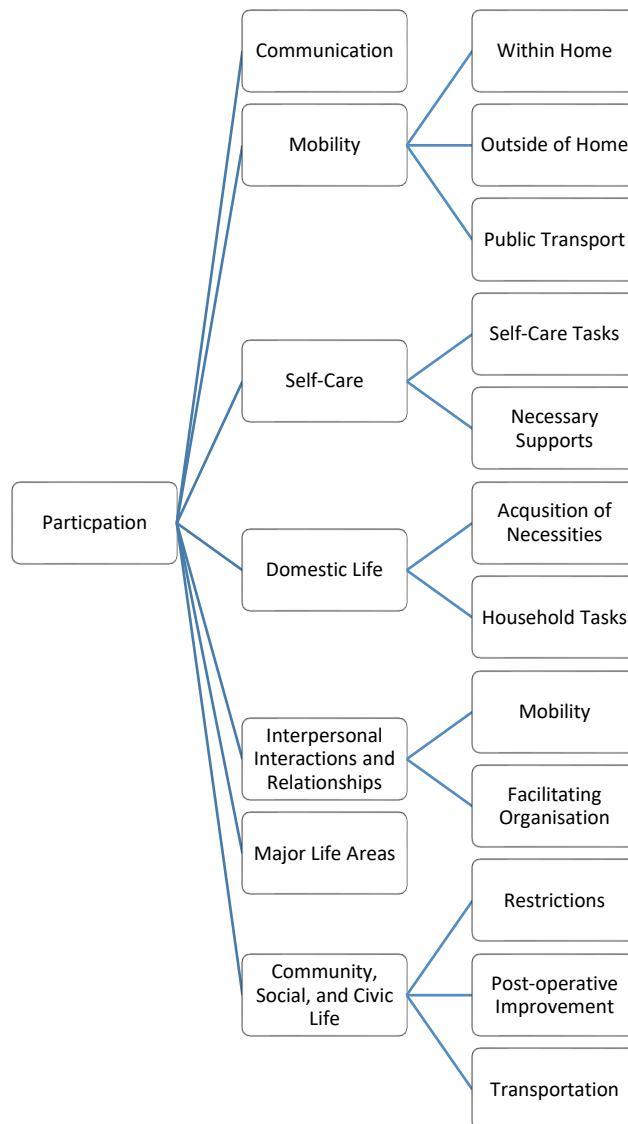 Communication
Within Home
Mobility
Outside of Home
Public Transport
Self-Care
Self-Care Tasks
Necessary
Supports
Particpation
Domestic Life
Acqusition of
Necessities
Household Tasks
Interpersonal
Interactions and
Relationships
Mobility
Facilitating
Organisation
Major Life Areas
Community,
Social, and Civic
Life
Restrictions
Post-operative
Improvement
Transportation